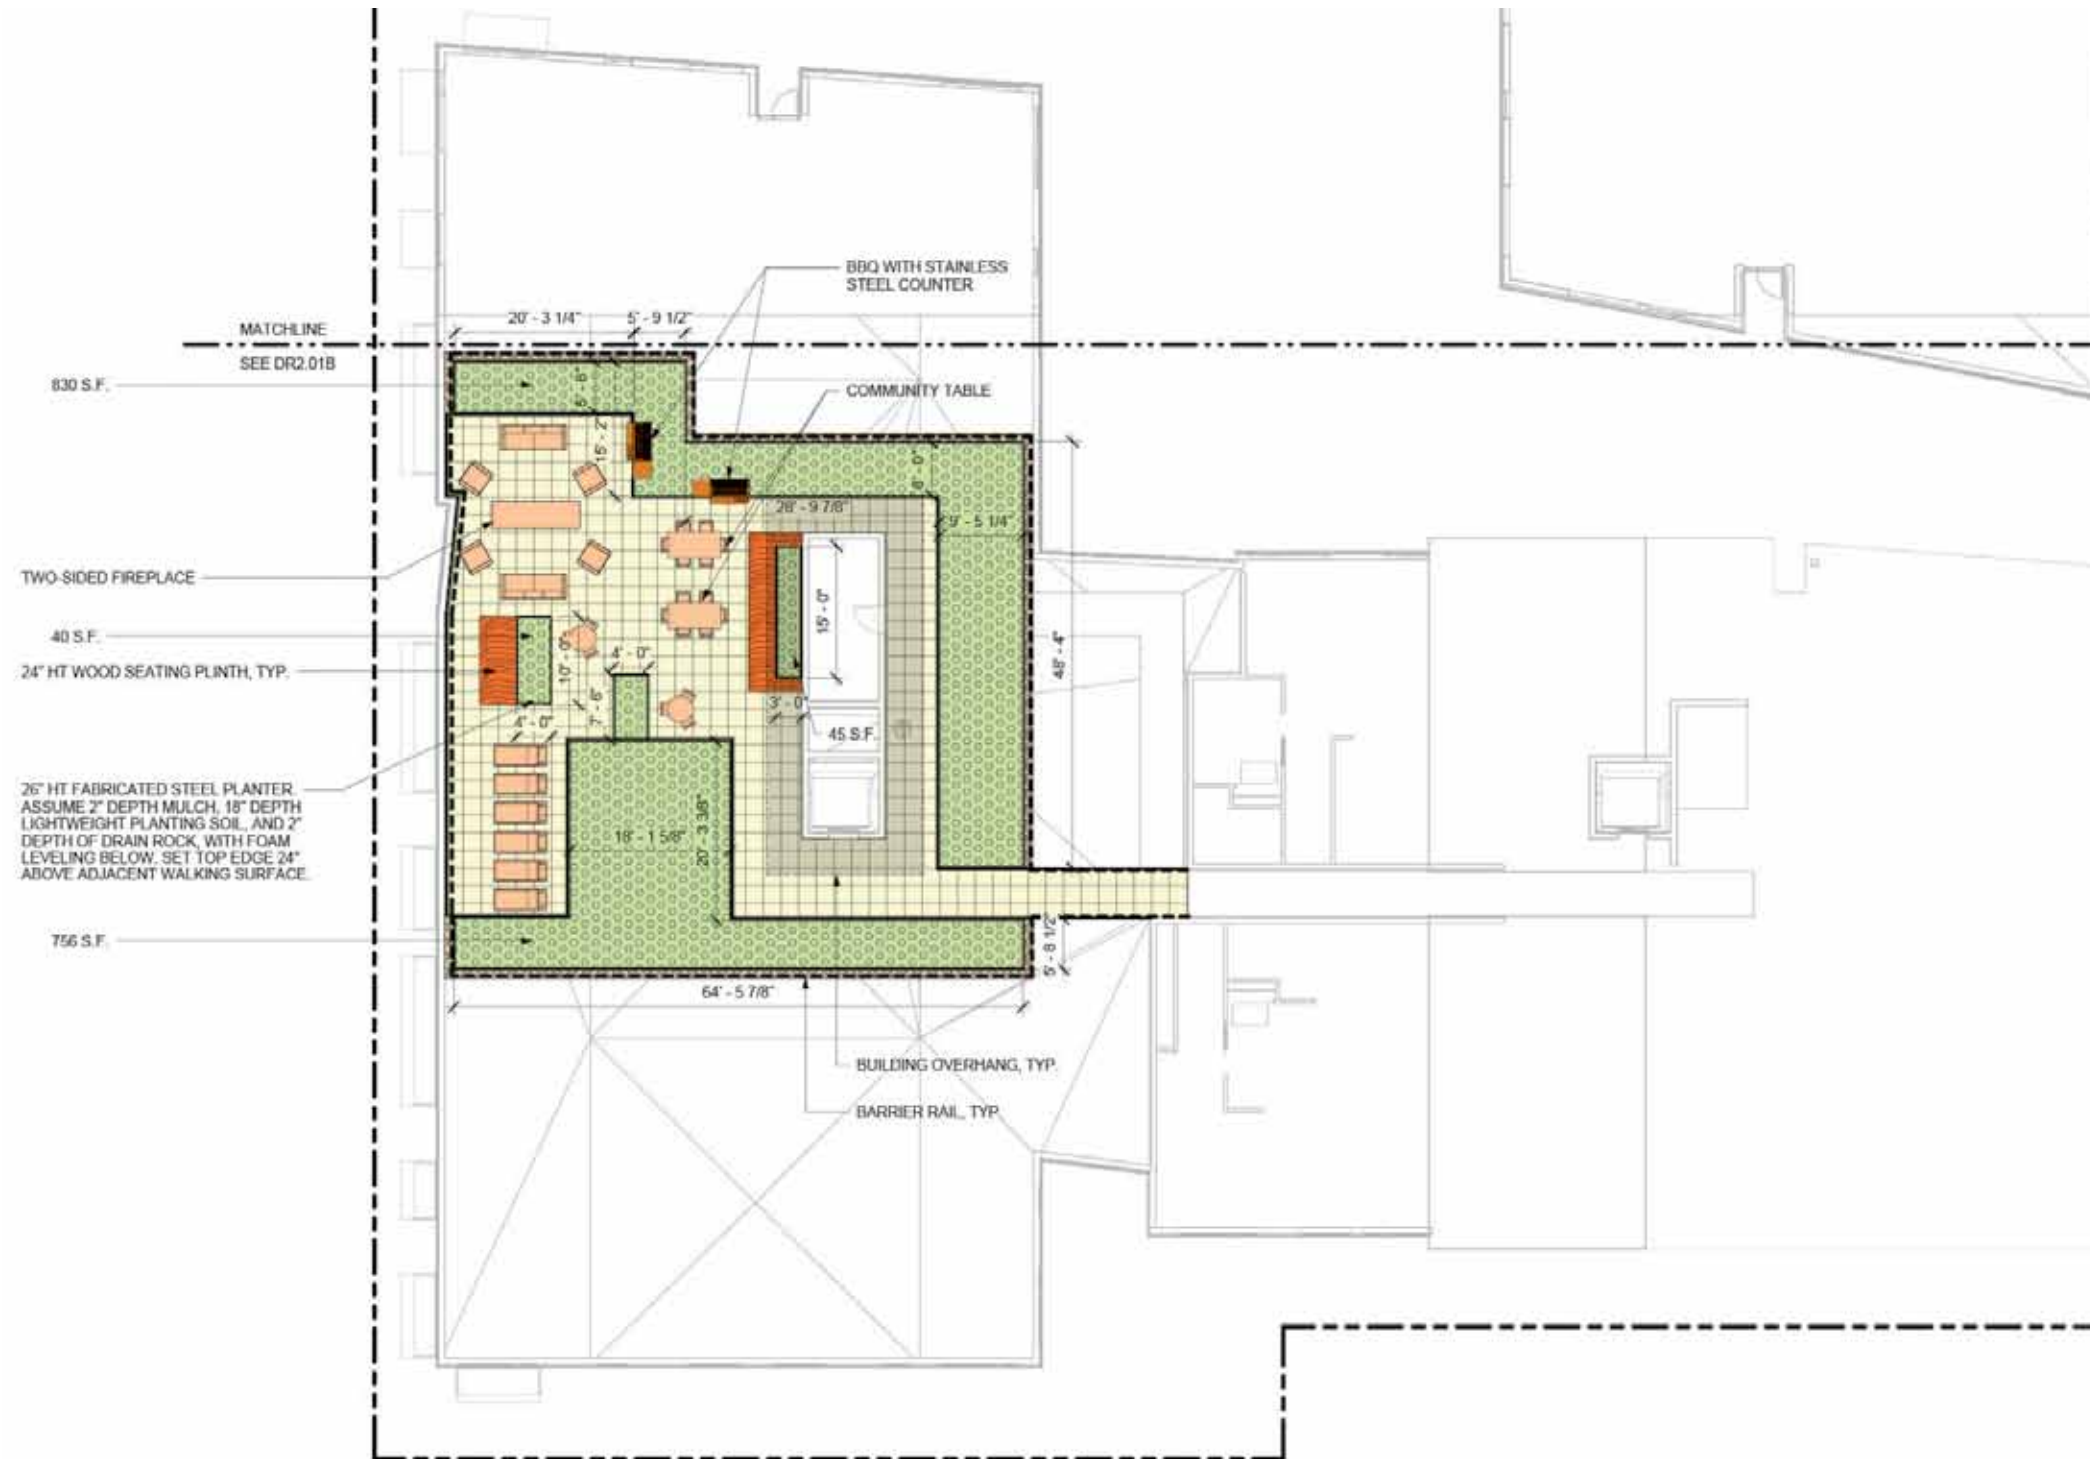 BBQ WITH STAINLESS
STEEL COUNTER
20' - 3 1/4"
5' - 9 1/2"
MATCHLINE
SEE DR2.01B
830 S.F.
5' - 6"
COMMUNITY TABLE
15' - 2"
28' - 9 7/8"
9' - 5 1/4"
TWO-SIDED FIREPLACE
15' - 0"
40 S.F.
10' - 0"
4' - 0"
48' - 4"
24" HT WOOD SEATING PLINTH, TYP.
7' - 6"
3' - 0"
4' - 0"
45 S.F.
26" HT FABRICATED STEEL PLANTER.
ASSUME 2" DEPTH MULCH, 18" DEPTH
LIGHTWEIGHT PLANTING SOIL, AND 2"
DEPTH OF DRAIN ROCK, WITH FOAM
LEVELING BELOW. SET TOP EDGE 24"
ABOVE ADJACENT WALKING SURFACE.
18' - 1 5/8"
20' - 3 3/8"
756 S.F.
5' - 8 1/2"
64' - 5 7/8"
BUILDING OVERHANG, TYP.
BARRIER RAIL, TYP.